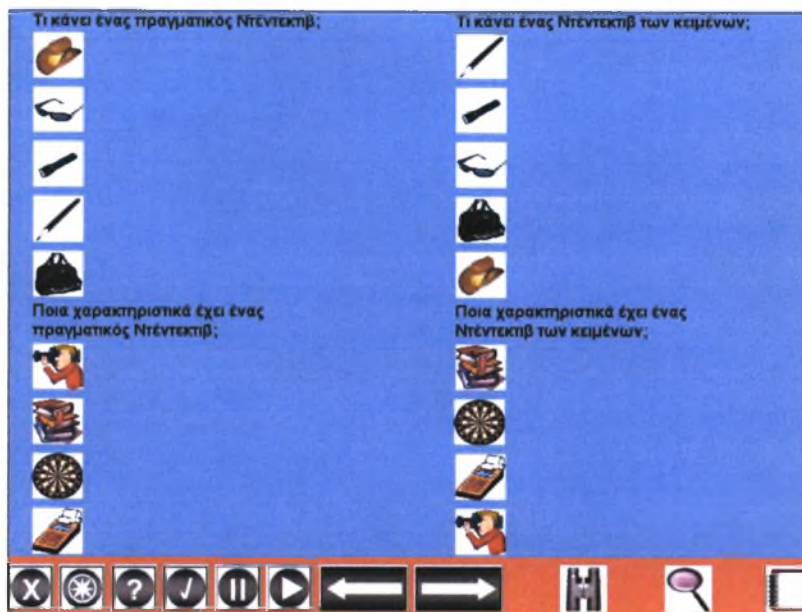 Τι κάνει ένας πραγματικός Ντέντεκτιβ;
Τι κάνει ένας Ντέντεκτιβ των κειμένων;
Ποια χαρακτηριστικά έχει ένας
πραγματικός Ντέντεκτιβ;
Ποια χαρακτηριστικά έχει ένας
Ντέντεκτιβ των κειμένων;
X
?